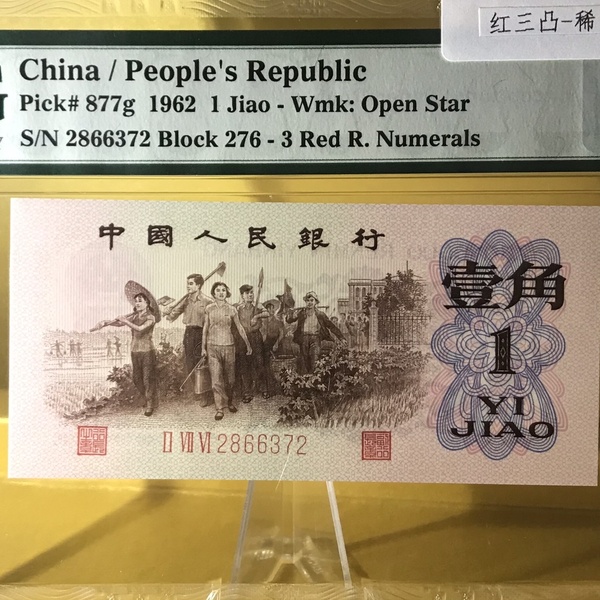 红三凸-稀
China / People's Republic
Pick# 877g 1962 1 Jiao - Wmk: Open Star
S/N 2866372 Block 276 - 3 Red R. Numerals
中國人民銀行
壹角
1
YI
JIAO
II VII VI 2866372